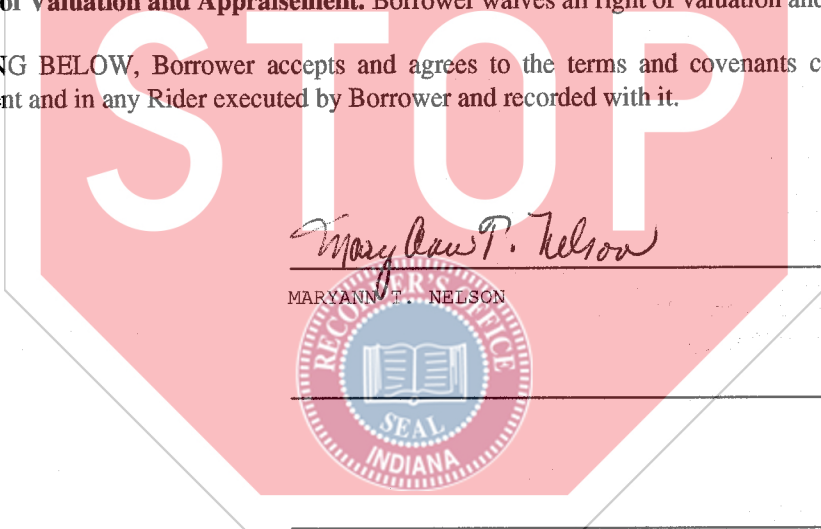 of Valuation and Appraisement. Borrower waives all right of valuation and
NG BELOW, Borrower accepts and agrees to the terms and covenants c
nt and in any Rider executed by Borrower and recorded with it.
STOP
Mary Ann T. Nelson
MARYANN T. NELSON
RECORDER'S OFFICE
SEAL
INDIANA